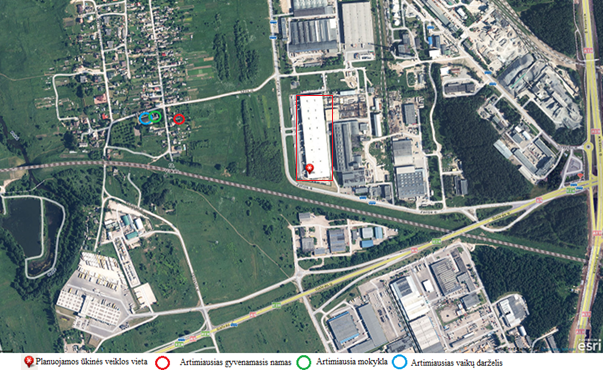 esri
Planuojamos ūkinės veiklos vieta
Artimiausias gyvenamasis namas
Artimiausia mokykla
Artimiausias vaikų darželis